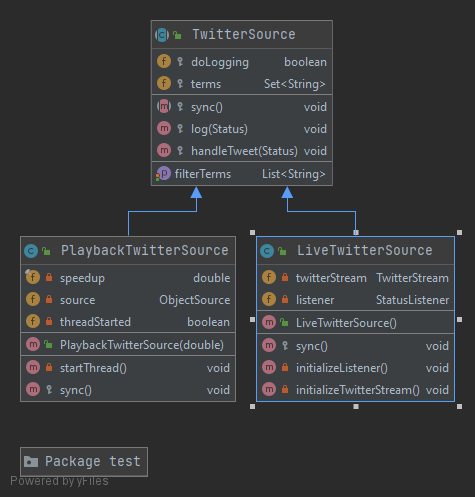 TwitterSource
doLogging boolean
terms Set<String>
sync() void
log(Status) void
handleTweet(Status) void
filterTerms List<String>
PlaybackTwitterSource
speedup double
source ObjectSource
threadStarted boolean
PlaybackTwitterSource(double)
startThread() void
sync() void
LiveTwitterSource
twitterStream TwitterStream
listener StatusListener
LiveTwitterSource()
sync() void
initializeListener() void
initializeTwitterStream() void
Package test
Powered by yFiles